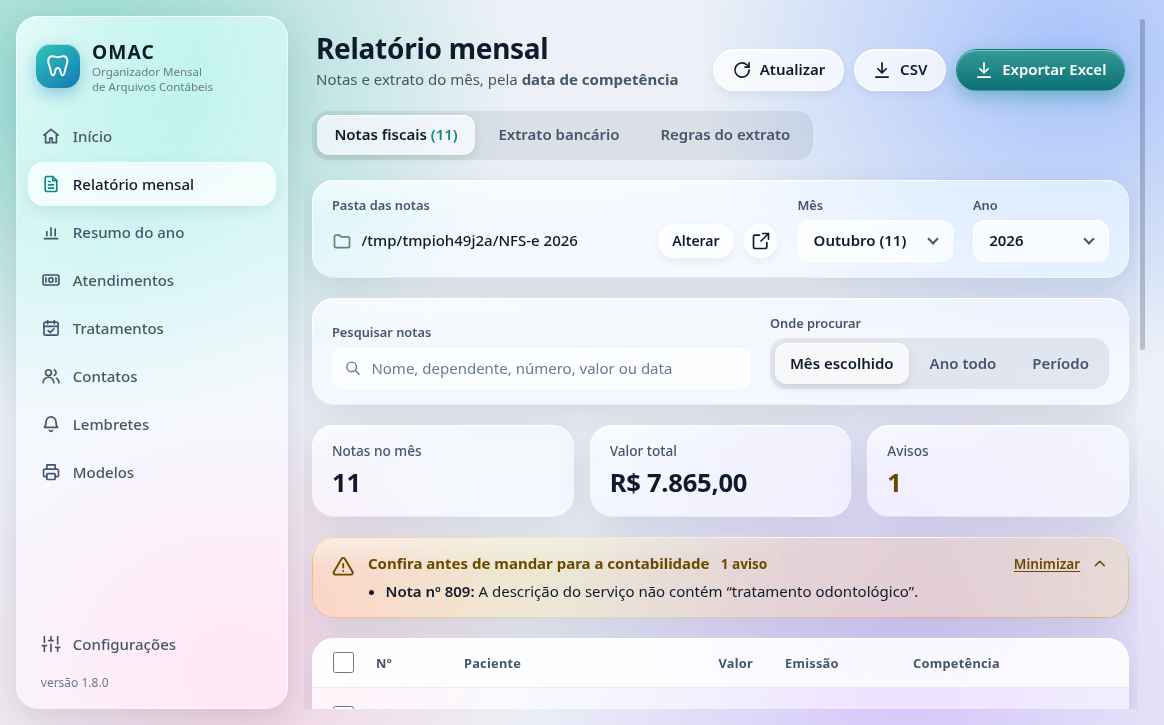 OMAC
Organizador Mensal
de Arquivos Contábeis
Início
Relatório mensal
Resumo do ano
Atendimentos
Tratamentos
Contatos
Lembretes
Modelos
Configurações
versão 1.8.0
Relatório mensal
Notas e extrato do mês, pela data de competência
Atualizar
CSV
Exportar Excel
Notas fiscais (11)
Extrato bancário
Regras do extrato
Pasta das notas
/tmp/tmpioh49j2a/NFS-e 2026
Alterar
Mês
Outubro (11)
Ano
2026
Pesquisar notas
Nome, dependente, número, valor ou data
Onde procurar
Mês escolhido
Ano todo
Período
Notas no mês
11
Valor total
R$ 7.865,00
Avisos
1
Confira antes de mandar para a contabilidade 1 aviso
Minimizar
• Nota nº 809: A descrição do serviço não contém “tratamento odontológico”.
Nº Paciente Valor Emissão Competência